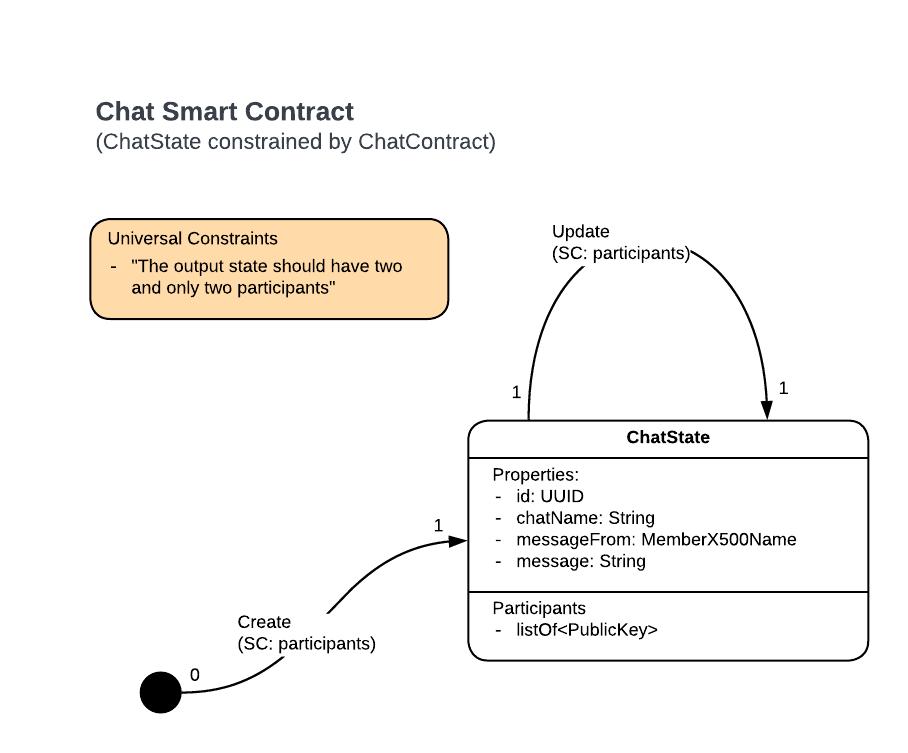 Chat Smart Contract
(ChatState constrained by ChatContract)
Universal Constraints
- "The output state should have two
and only two participants"
Update
(SC: participants)
1
1
ChatState
Properties:
- id: UUID
- chatName: String
- messageFrom: MemberX500Name
- message: String
Participants
- listOf<PublicKey>
1
Create
(SC: participants)
0